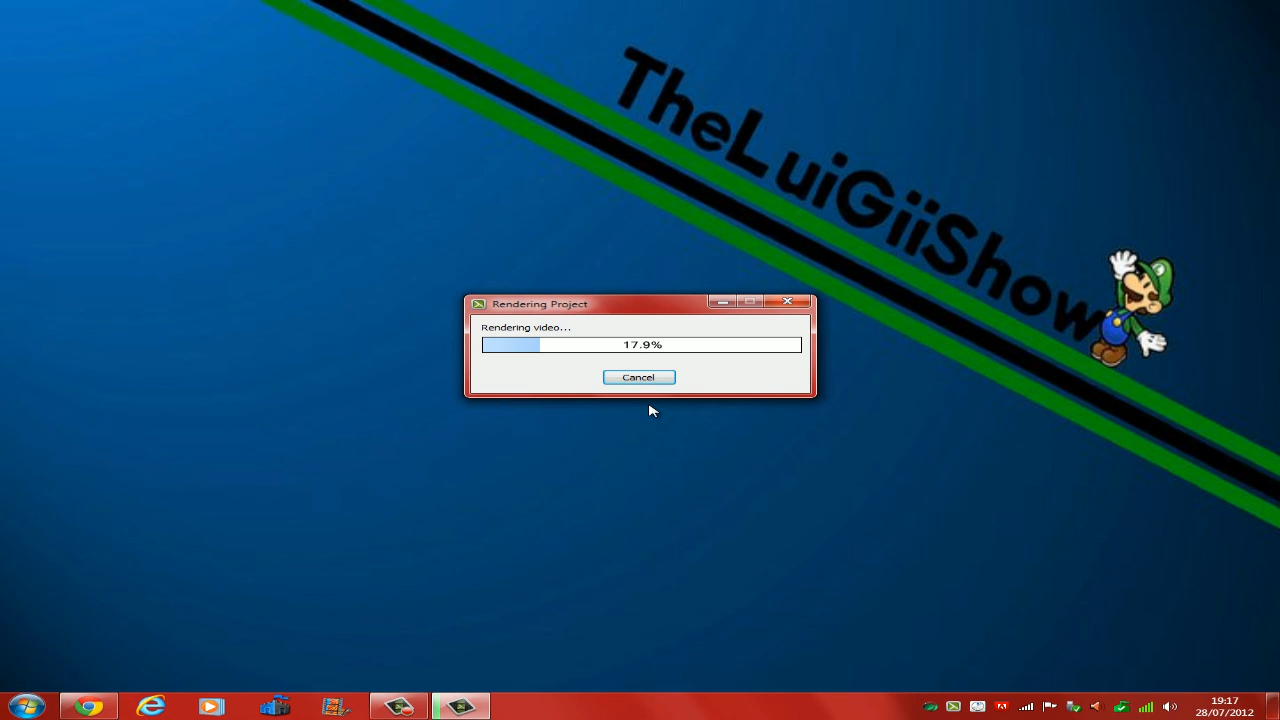 TheLuiGiiShow
Rendering Project
Rendering video...
17.9%
Cancel
19:17
28/07/2012